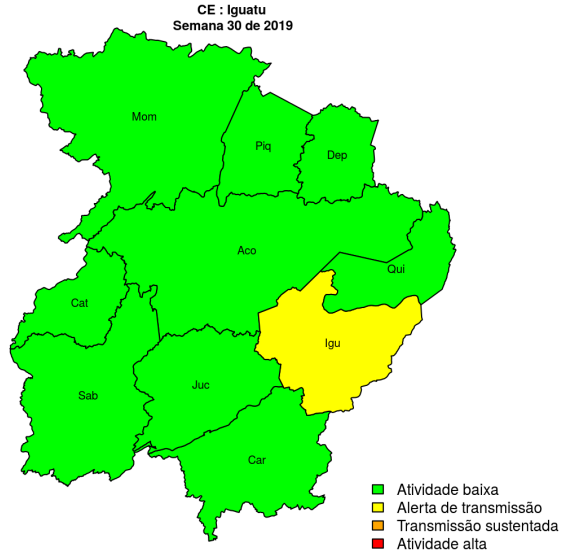 CE : Iguatu
Semana 30 de 2019
Mom
Piq
Dep
Aco
Qui
Cat
Igu
Sab
Juc
Car
Atividade baixa
Alerta de transmissão
Transmissão sustentada
Atividade alta